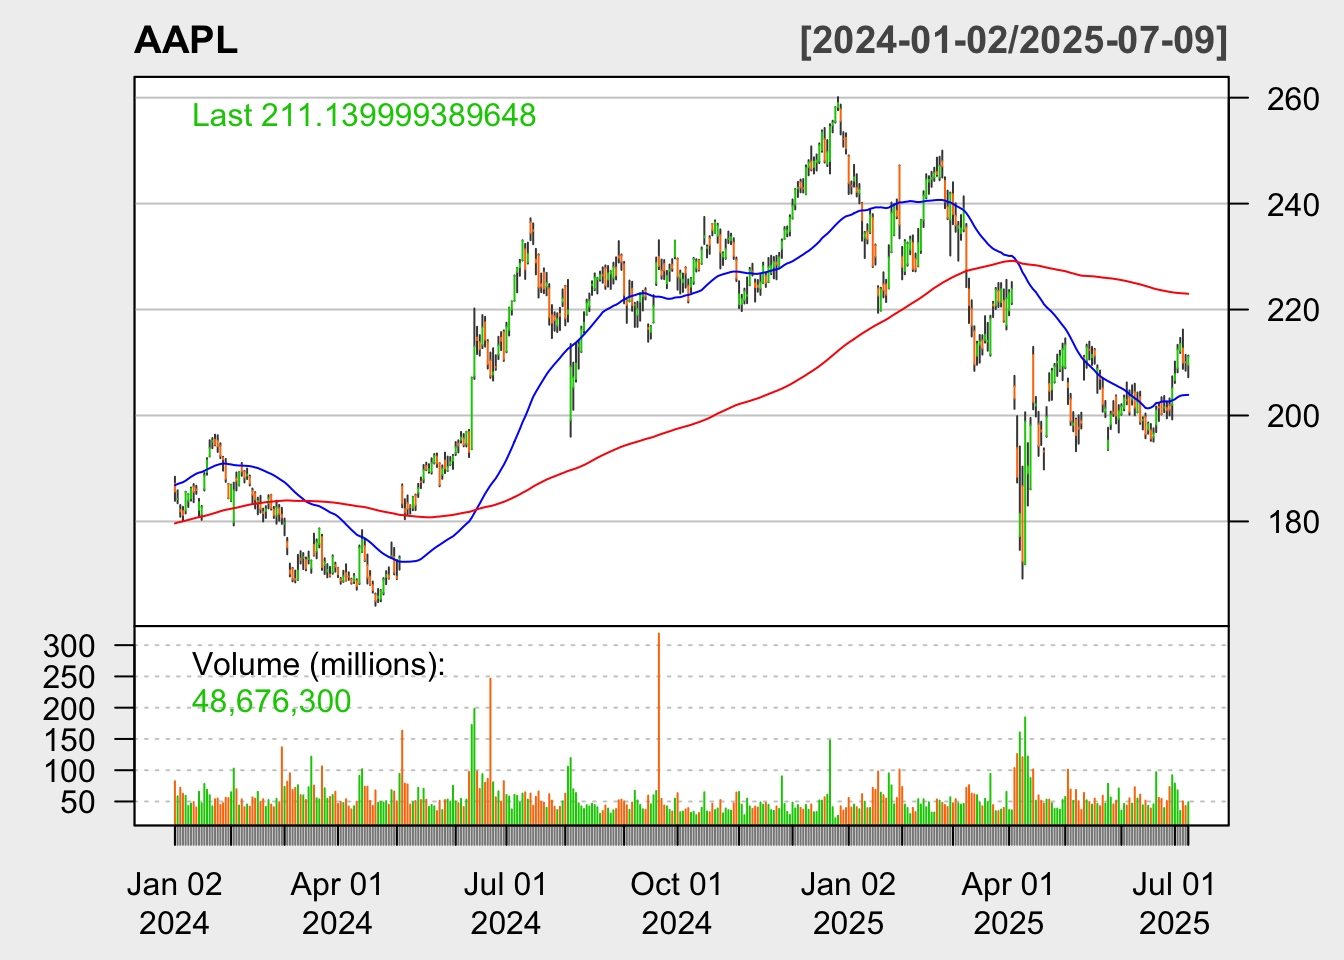 AAPL
[2024-01-02/2025-07-09]
Last 211.139999389648
260
240
220
200
180
Volume (millions):
48,676,300
300
250
200
150
100
50
Jan 02 2024
Apr 01 2024
Jul 01 2024
Oct 01 2024
Jan 02 2025
Apr 01 2025
Jul 01 2025